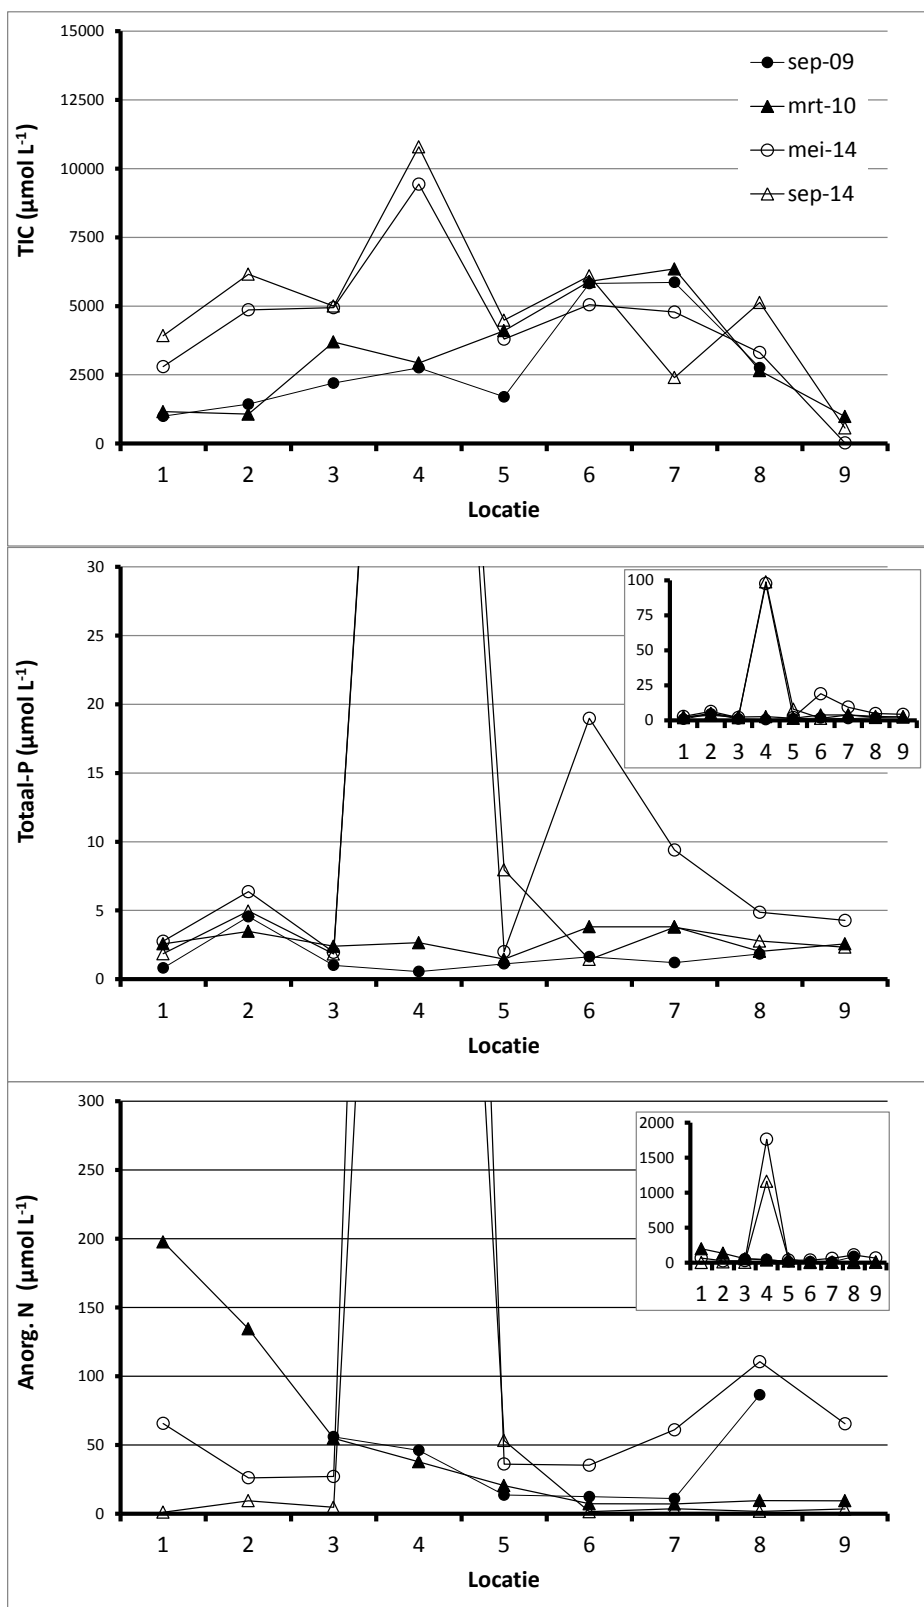 15000
12500
10000
7500
5000
2500
0
TIC (µmol L-1)
sep-09
mrt-10
mei-14
sep-14
1 2 3 4 5 6 7 8 9
Locatie
30
25
20
15
10
5
0
Totaal-P (µmol L-1)
100
75
50
25
0
1 2 3 4 5 6 7 8 9
1 2 3 4 5 6 7 8 9
Locatie
300
250
200
150
100
50
0
Anorg. N (µmol L-1)
2000
1500
1000
500
0
1 2 3 4 5 6 7 8 9
1 2 3 4 5 6 7 8 9
Locatie